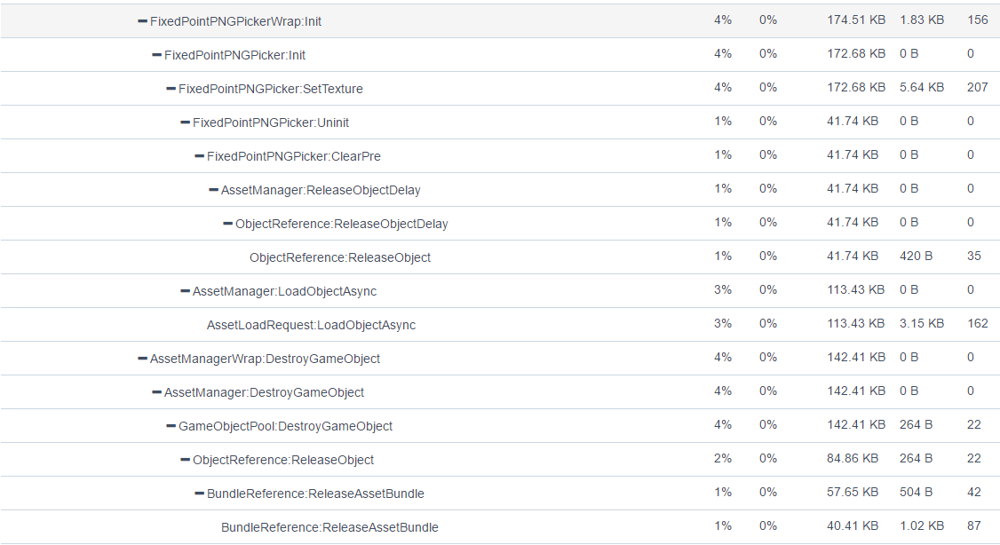 FixedPointPNGPickerWrap:Init 4% 0% 174.51 KB 1.83 KB 156
FixedPointPNGPicker:Init 4% 0% 172.68 KB 0 B 0
FixedPointPNGPicker:SetTexture 4% 0% 172.68 KB 5.64 KB 207
FixedPointPNGPicker:Uninit 1% 0% 41.74 KB 0 B 0
FixedPointPNGPicker:ClearPre 1% 0% 41.74 KB 0 B 0
AssetManager:ReleaseObjectDelay 1% 0% 41.74 KB 0 B 0
ObjectReference:ReleaseObjectDelay 1% 0% 41.74 KB 0 B 0
ObjectReference:ReleaseObject 1% 0% 41.74 KB 420 B 35
AssetManager:LoadObjectAsync 3% 0% 113.43 KB 0 B 0
AssetLoadRequest:LoadObjectAsync 3% 0% 113.43 KB 3.15 KB 162
AssetManagerWrap:DestroyGameObject 4% 0% 142.41 KB 0 B 0
AssetManager:DestroyGameObject 4% 0% 142.41 KB 0 B 0
GameObjectPool:DestroyGameObject 4% 0% 142.41 KB 264 B 22
ObjectReference:ReleaseObject 2% 0% 84.86 KB 264 B 22
BundleReference:ReleaseAssetBundle 1% 0% 57.65 KB 504 B 42
BundleReference:ReleaseAssetBundle 1% 0% 40.41 KB 1.02 KB 87